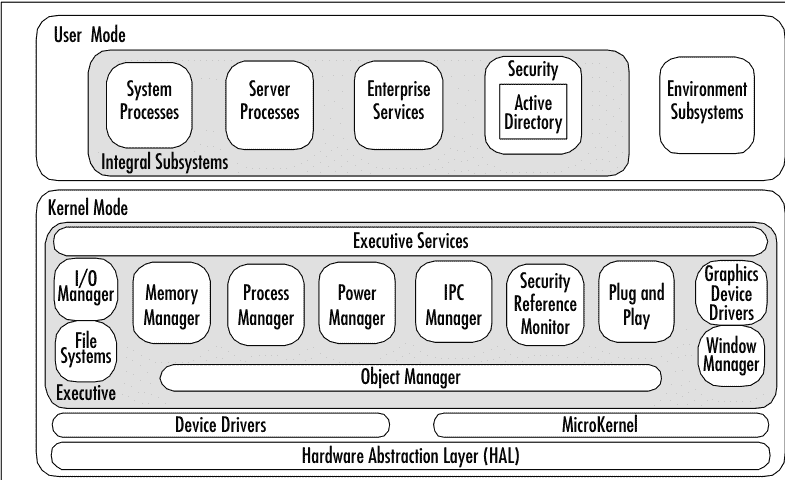 User Mode
System
Processes
Server
Processes
Enterprise
Services
Security
Active
Directory
Environment
Subsystems
Integral Subsystems
Kernel Mode
Executive Services
I/O
Manager
File
Systems
Memory
Manager
Process
Manager
Power
Manager
IPC
Manager
Security
Reference
Monitor
Plug and
Play
Graphics
Device
Drivers
Window
Manager
Object Manager
Executive
Device Drivers
MicroKernel
Hardware Abstraction Layer (HAL)